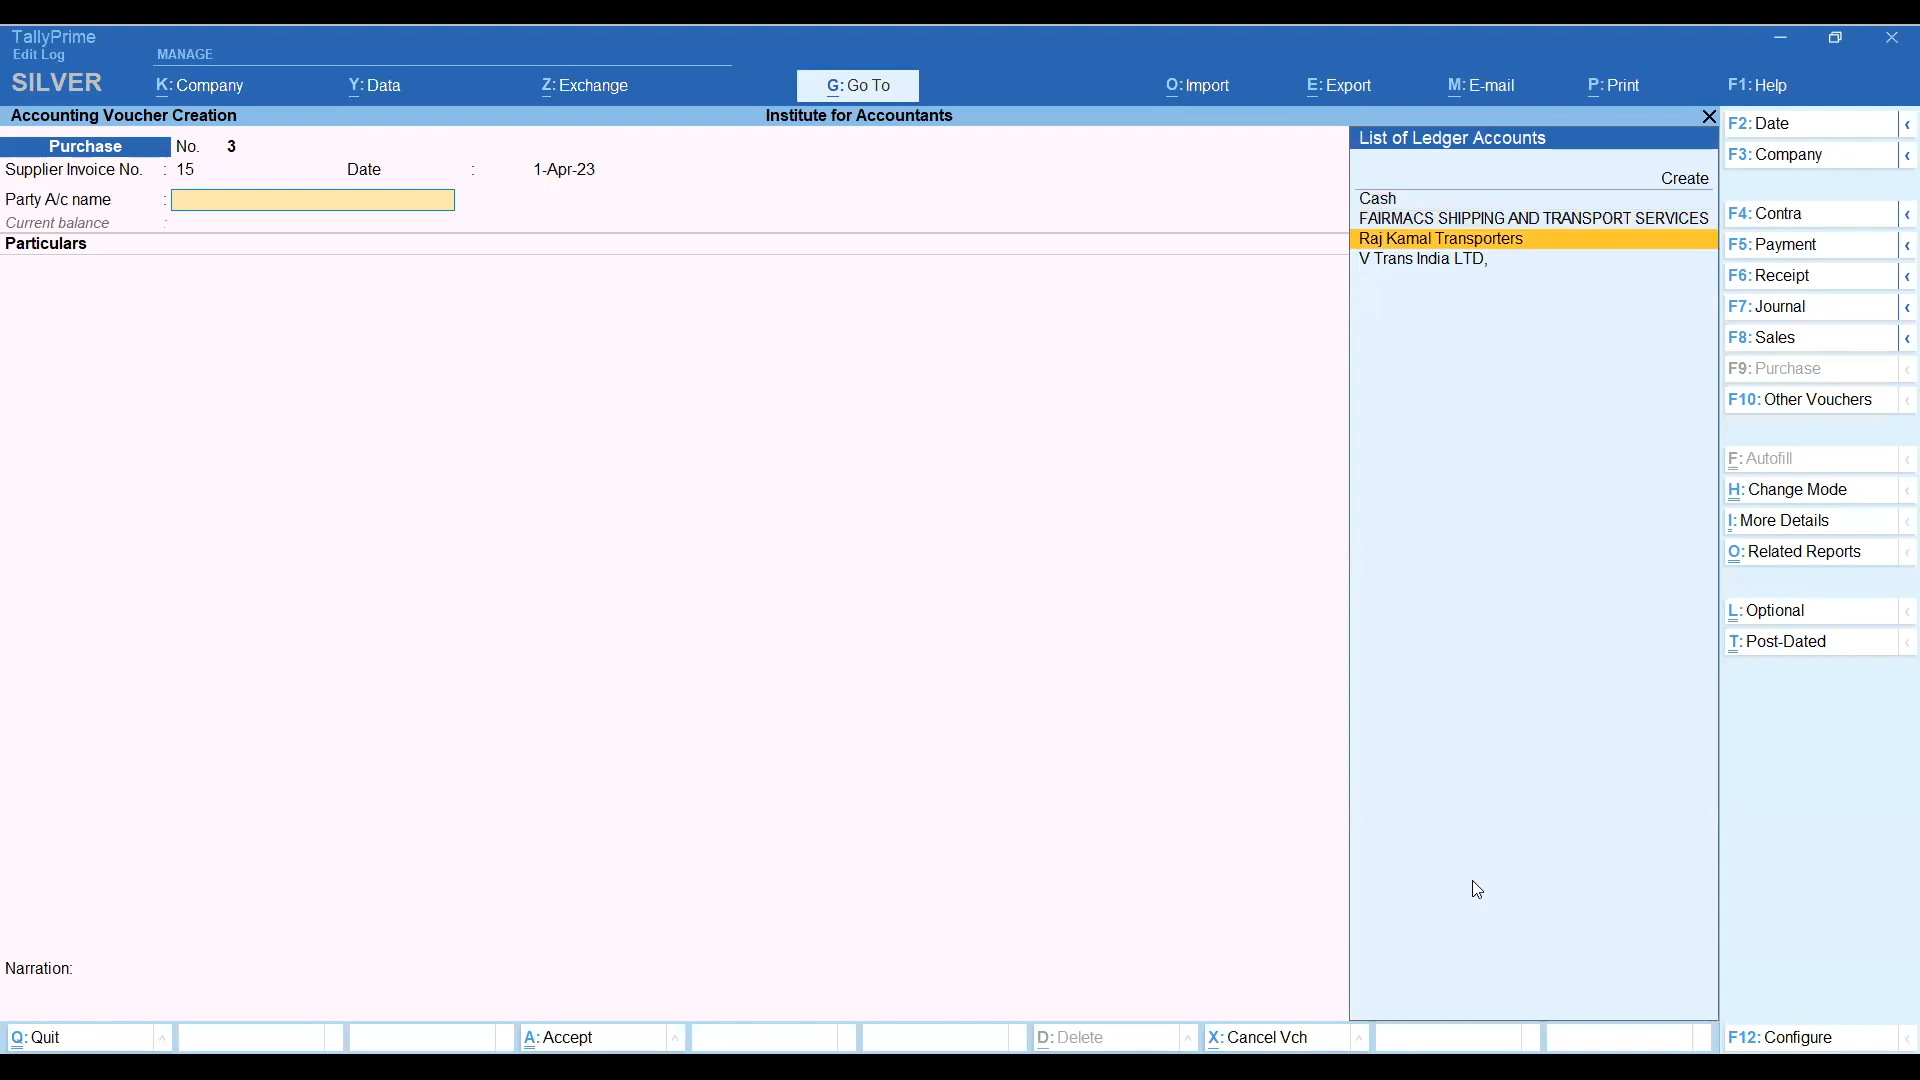 TallyPrime
Edit Log
MANAGE
SILVER
K: Company
Y: Data
Z: Exchange
G: Go To
O: Import
E: Export
M: E-mail
P: Print
F1: Help
Accounting Voucher Creation
Institute for Accountants
Purchase No. 3
Supplier Invoice No. : 15 Date : 1-Apr-23
Party A/c name :
Current balance :
Particulars
List of Ledger Accounts
Create
Cash
FAIRMACS SHIPPING AND TRANSPORT SERVICES
Raj Kamal Transporters
V Trans India LTD,
F2: Date
F3: Company
F4: Contra
F5: Payment
F6: Receipt
F7: Journal
F8: Sales
F9: Purchase
F10: Other Vouchers
F: Autofill
H: Change Mode
I: More Details
O: Related Reports
L: Optional
T: Post-Dated
Narration:
Q: Quit
A: Accept
D: Delete
X: Cancel Vch
F12: Configure